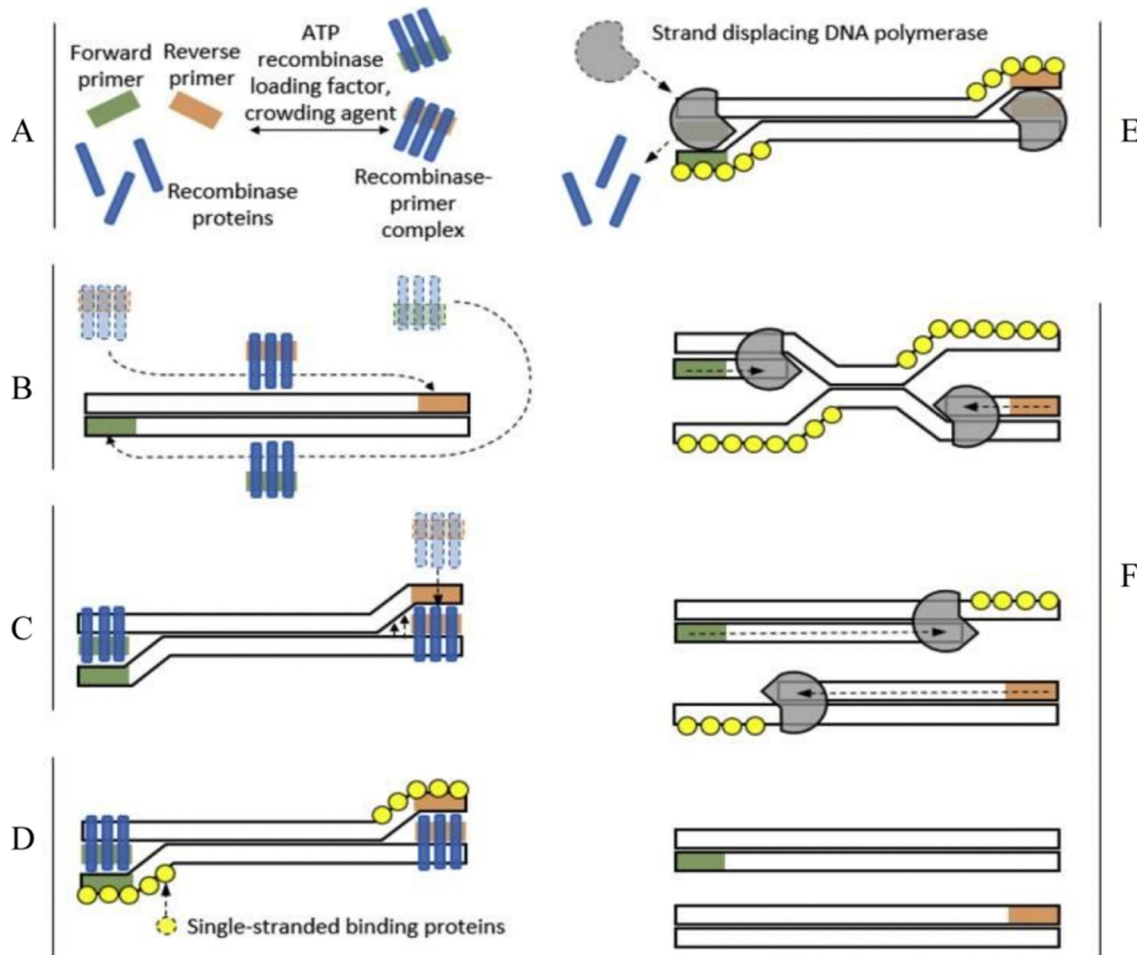 A
Forward
primer
Reverse
primer
ATP
recombinase
loading factor,
crowding agent
Recombinase
proteins
Recombinase-
primer
complex
B
C
D
Single-stranded binding proteins
Strand displacing DNA polymerase
E
F